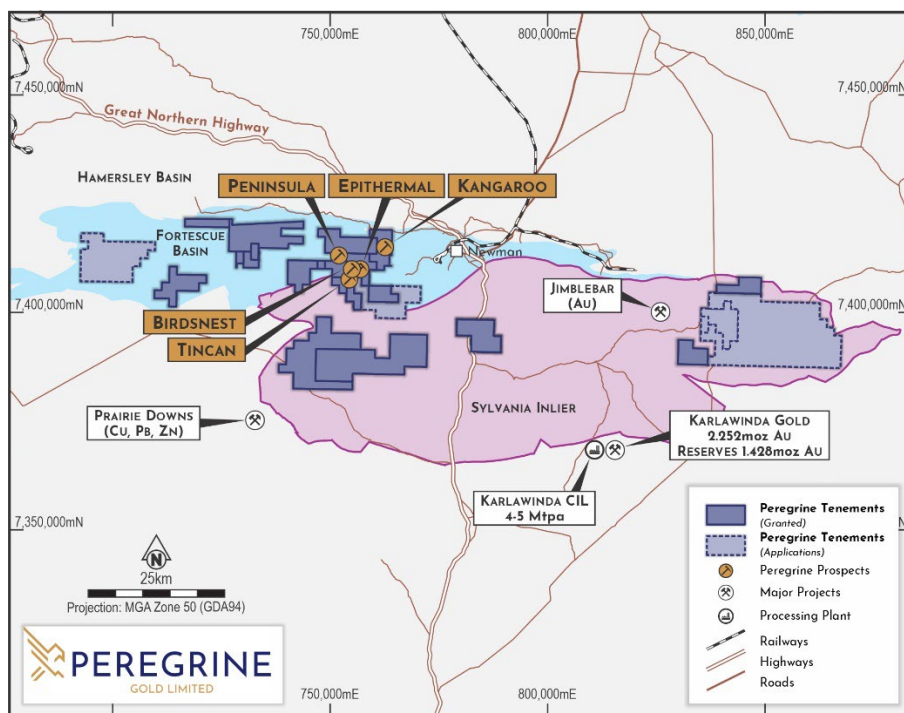 750,000mE
800,000mE
850,000mE
7,450,000mN
7,450,000mN
Great Northern Highway
Hamersley Basin
Peninsula
Epithermal
Kangaroo
Fortescue
Basin
Newman
Jimblebar
(Au)
7,400,000mN
7,400,000mN
Birdsnest
Tincan
Prairie Downs
(Cu, Pb, Zn)
Sylvania Inlier
Karlawinda Gold
2.252moz Au
Reserves 1.428moz Au
Karlawinda CIL
4-5 Mtpa
7,350,000mN
N
25km
Projection: MGA Zone 50 (GDA94)
Peregrine Tenements
(Granted)
Peregrine Tenements
(Applications)
Peregrine Prospects
Major Projects
Processing Plant
Railways
Highways
Roads
PEREGRINE
GOLD LIMITED
750,000mE
800,000mE